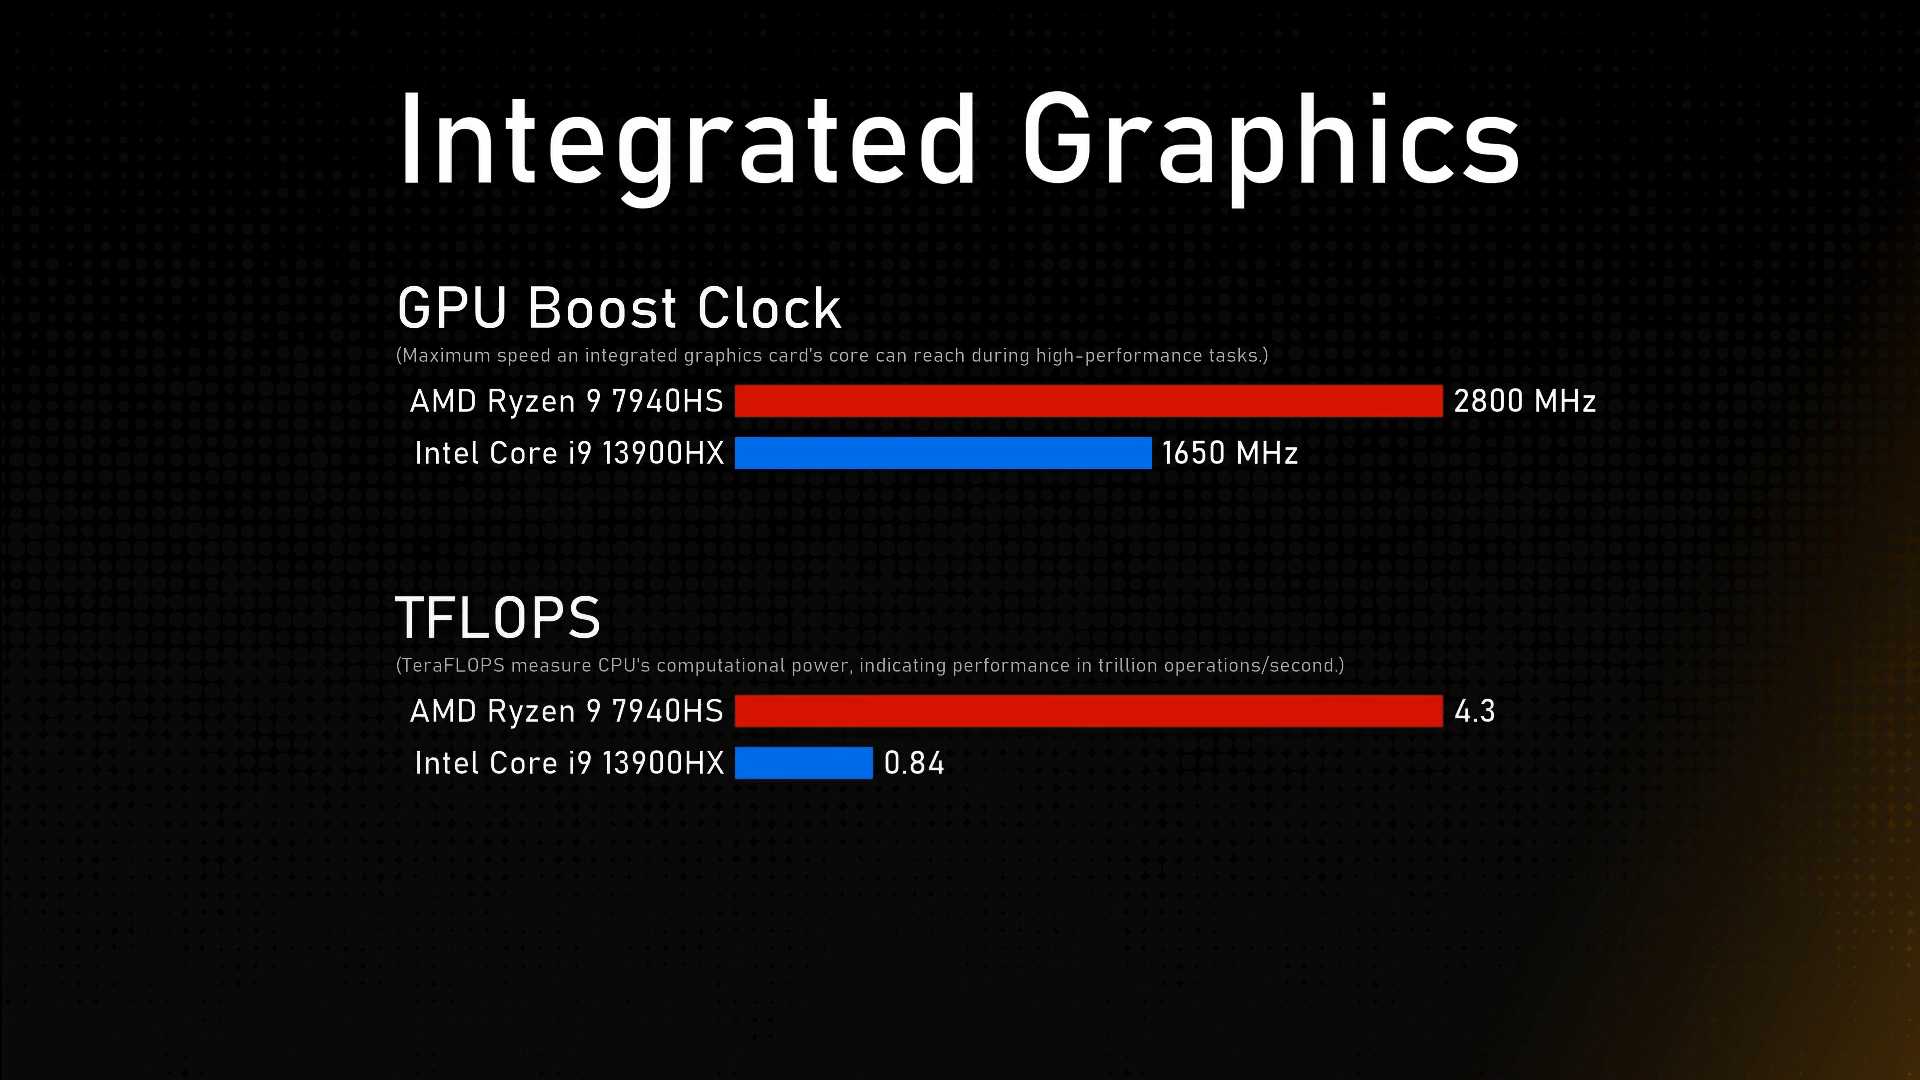 Integrated Graphics
GPU Boost Clock
(Maximum speed an integrated graphics card's core can reach during high-performance tasks.)
AMD Ryzen 9 7940HS 2800 MHz
Intel Core i9 13900HX 1650 MHz
TFLOPS
(TeraFLOPS measure CPU's computational power, indicating performance in trillion operations/second.)
AMD Ryzen 9 7940HS 4.3
Intel Core i9 13900HX 0.84